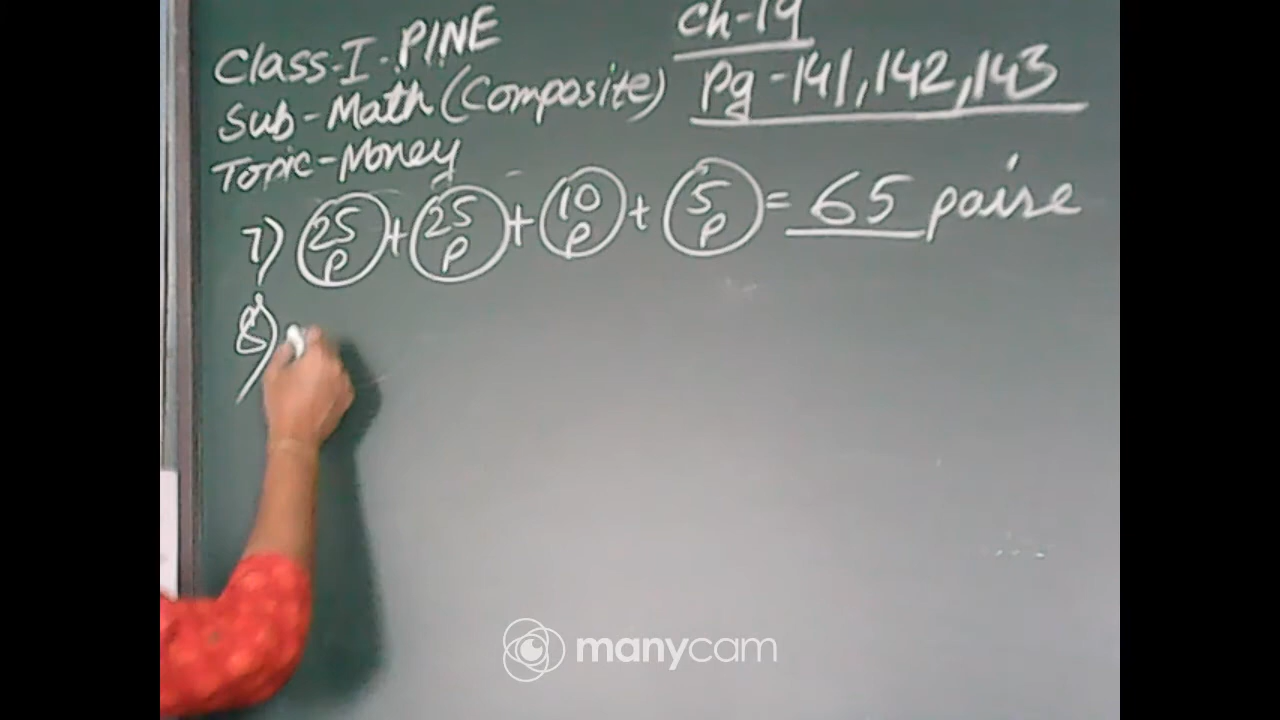 Ch-19
Class-I-PINE
Pg-141,142,143
Sub-Math(Composite)
Topic-Money
7) 25 p + 25 p + 10 p + 5 p = 65 paise
8)
manycam